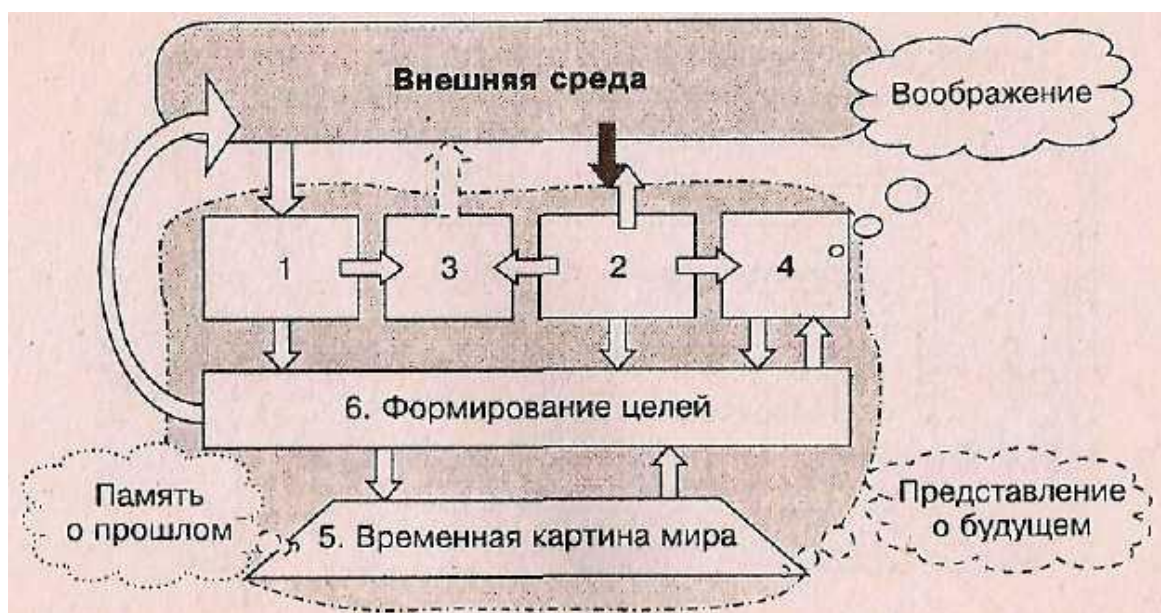 Внешняя среда
Воображение
1
3
2
4
6. Формирование целей
Память
о прошлом
5. Временная картина мира
Представление
о будущем